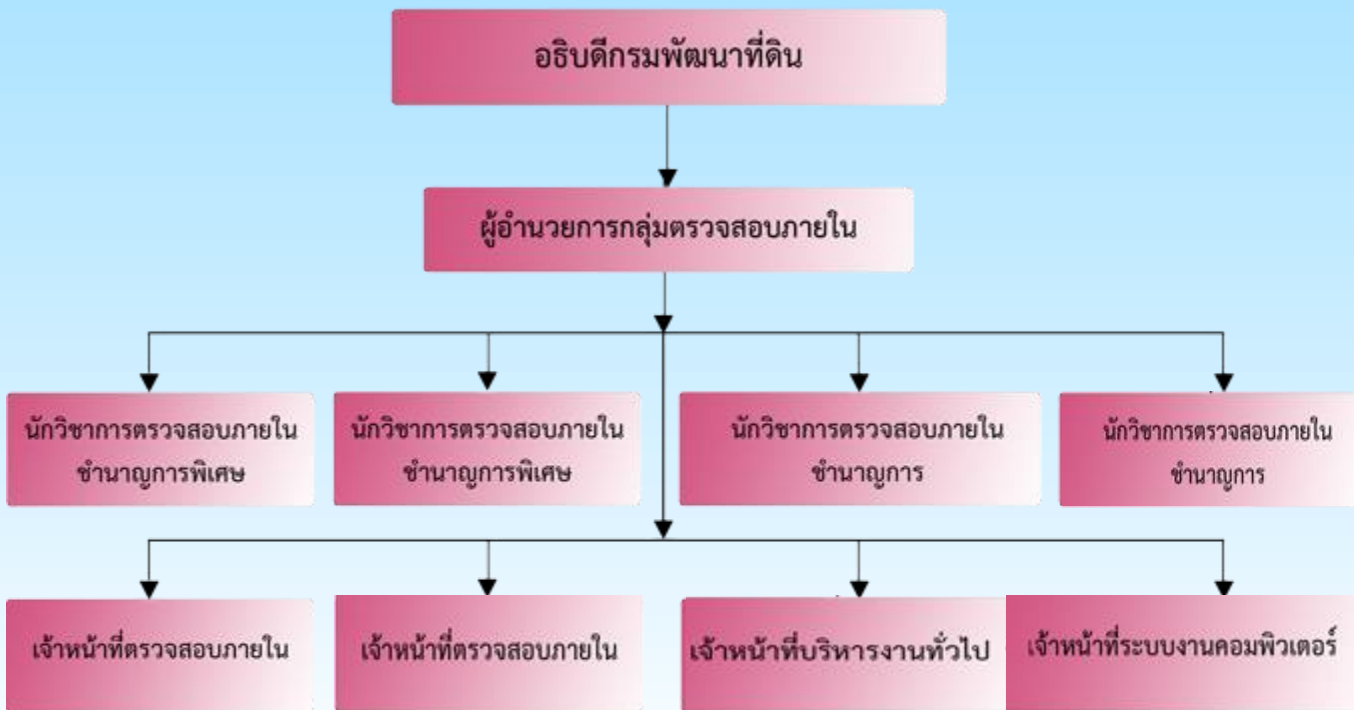 อธิบดีกรมพัฒนาที่ดิน
ผู้อำนวยการกลุ่มตรวจสอบภายใน
นักวิชาการตรวจสอบภายใน
ชำนาญการพิเศษ
นักวิชาการตรวจสอบภายใน
ชำนาญการพิเศษ
นักวิชาการตรวจสอบภายใน
ชำนาญการ
นักวิชาการตรวจสอบภายใน
ชำนาญการ
เจ้าหน้าที่ตรวจสอบภายใน
เจ้าหน้าที่ตรวจสอบภายใน
เจ้าหน้าที่บริหารงานทั่วไป
เจ้าหน้าที่ระบบงานคอมพิวเตอร์